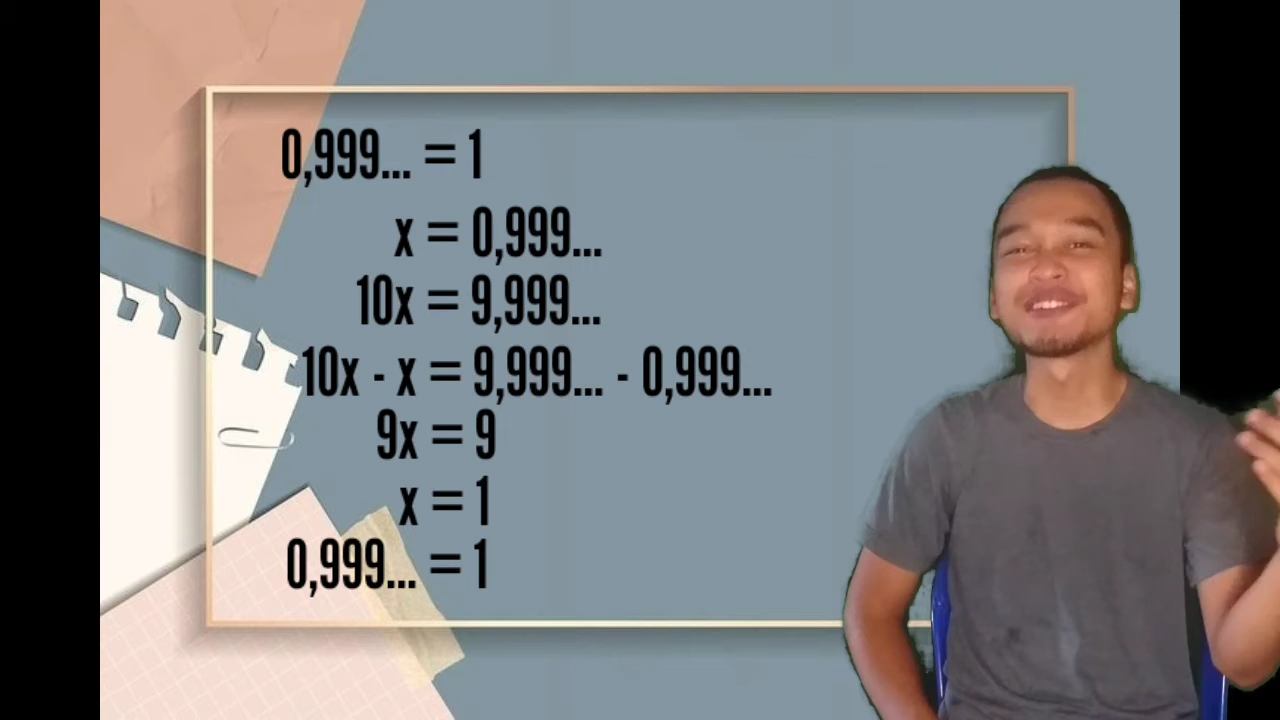 0,999... = 1
x = 0,999...
10x = 9,999...
10x - x = 9,999... - 0,999...
9x = 9
x = 1
0,999... = 1